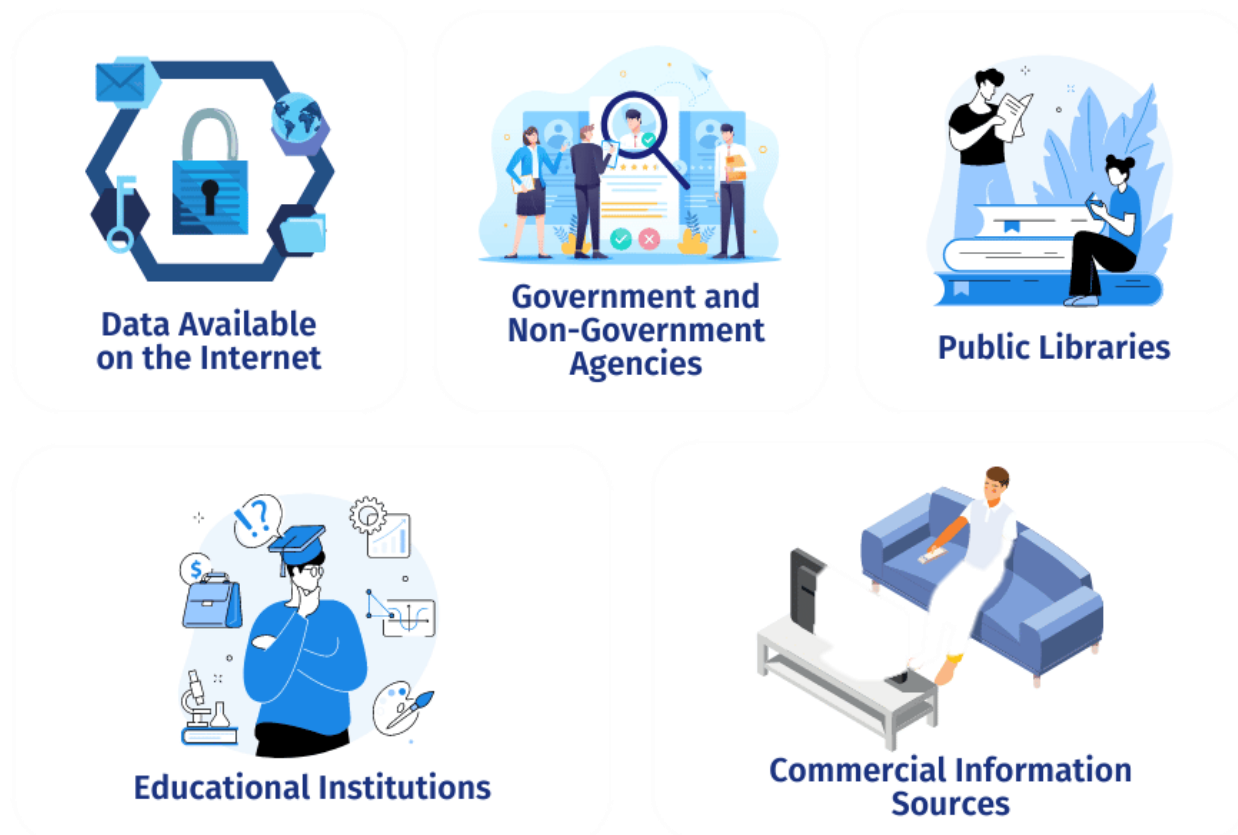 Data Available
on the Internet
Government and
Non-Government
Agencies
Public Libraries
!?
$
Educational Institutions
Commercial Information
Sources